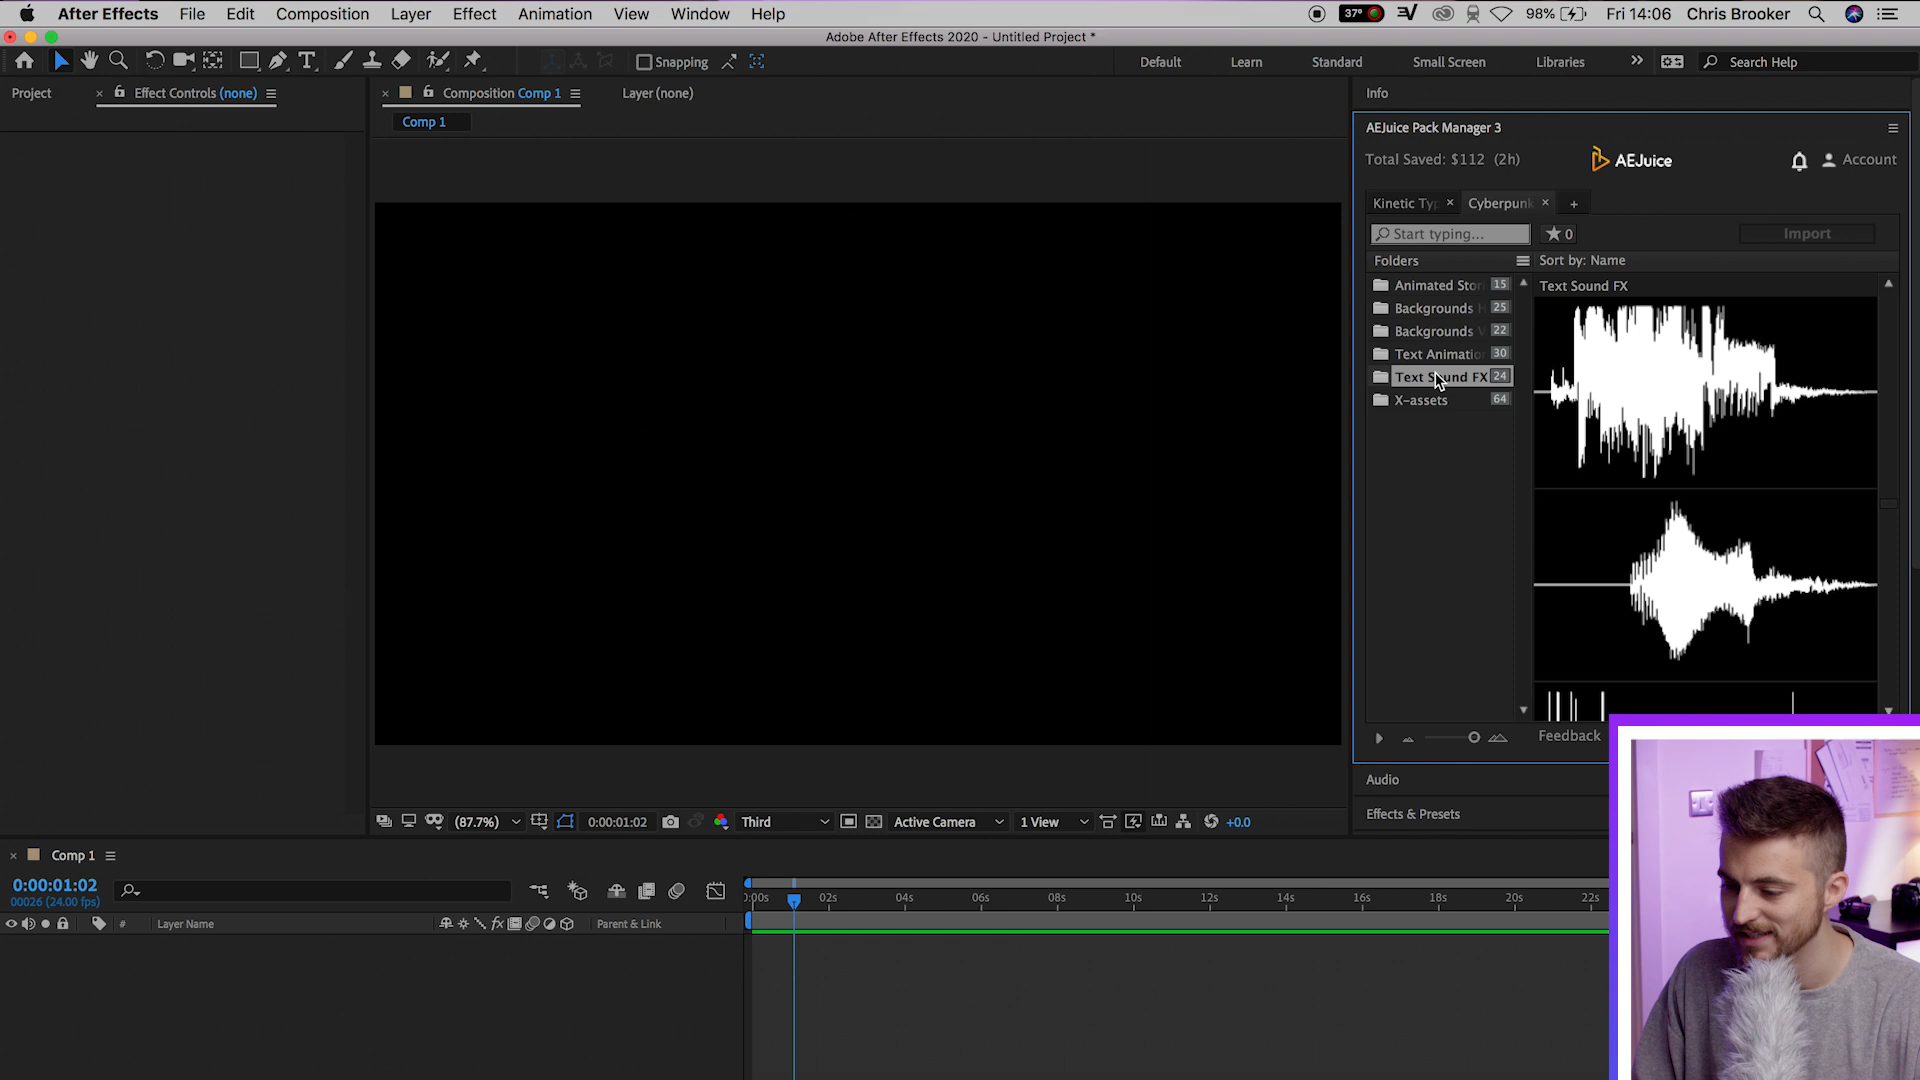 After Effects File Edit Composition Layer Effect Animation View Window Help 37° 98% Fri 14:06 Chris Brooker
Adobe After Effects 2020 - Untitled Project *
Snapping Default Learn Standard Small Screen Libraries Search Help
Project Effect Controls (none) Composition Comp 1 Layer (none) Info
Comp 1
AEJuice Pack Manager 3
Total Saved: $112 (2h) AEJuice Account
Kinetic Typ Cyberpunk +
Start typing... 0 Import
Folders Sort by: Name
Animated Stor 15 Text Sound FX
Backgrounds H 25
Backgrounds V 22
Text Animatio 30
Text Sound FX 24
X-assets 64
Feedback
Audio
(87.7%) 0:00:01:02 Third Active Camera 1 View +0.0 Effects & Presets
Comp 1
0:00:01:02
00026 (24.00 fps)
:00s 02s 04s 06s 08s 10s 12s 14s 16s 18s 20s 22s
# Layer Name fx Parent & Link